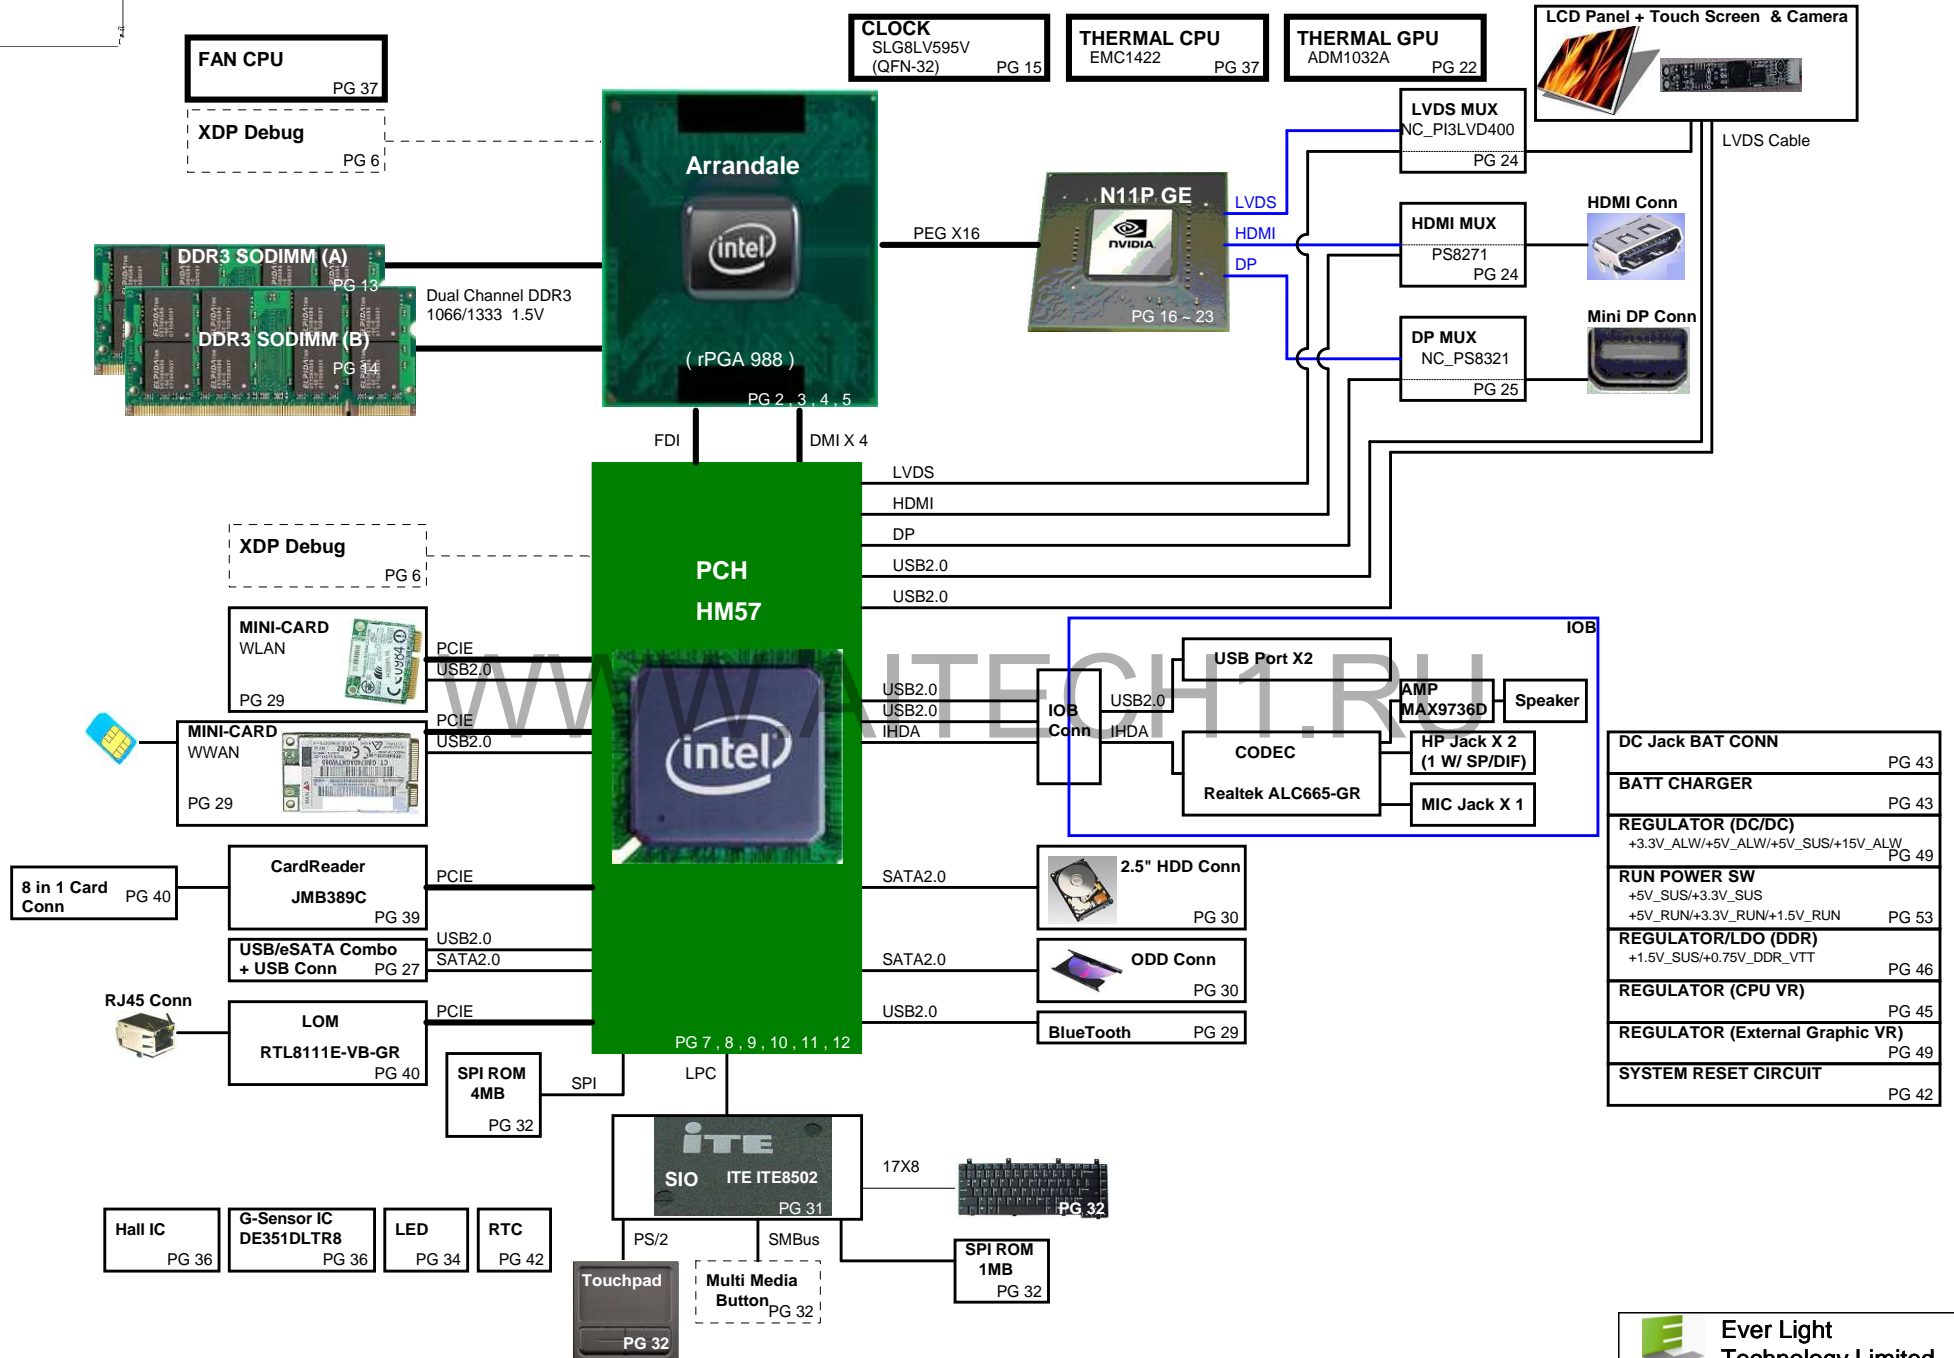 CLOCK
SLG8LV595V
(QFN-32) PG 15
THERMAL CPU
EMC1422
PG 37
THERMAL GPU
ADM1032A
PG 22
LCD Panel + Touch Screen & Camera
LVDS Cable
FAN CPU
PG 37
XDP Debug
PG 6
Arrandale
intel
( rPGA 988 )
PG 2 , 3 , 4 , 5
DDR3 SODIMM (A)
PG 13
DDR3 SODIMM (B)
PG 14
Dual Channel DDR3
1066/1333 1.5V
PEG X16
N11P GE
NVIDIA
PG 16 ~ 23
LVDS
HDMI
DP
LVDS MUX
NC_PI3LVD400
PG 24
HDMI MUX
PS8271
PG 24
HDMI Conn
DP MUX
NC_PS8321
PG 25
Mini DP Conn
FDI
DMI X 4
LVDS
HDMI
DP
USB2.0
USB2.0
PCH
HM57
intel
PG 7 , 8 , 9 , 10 , 11 , 12
XDP Debug
PG 6
MINI-CARD
WLAN
PG 29
PCIE
USB2.0
MINI-CARD
WWAN
PG 29
PCIE
USB2.0
WWW.AITECH1.RU
8 in 1 Card
Conn
PG 40
CardReader
JMB389C
PG 39
PCIE
USB/eSATA Combo
+ USB Conn PG 27
USB2.0
SATA2.0
RJ45 Conn
LOM
RTL8111E-VB-GR
PG 40
PCIE
USB2.0
USB2.0
IHDA
IOB
Conn
USB2.0
IHDA
IOB
USB Port X2
AMP
MAX9736D
Speaker
CODEC
Realtek ALC665-GR
HP Jack X 2
(1 W/ SP/DIF)
MIC Jack X 1
SATA2.0
2.5" HDD Conn
PG 30
SATA2.0
ODD Conn
PG 30
USB2.0
BlueTooth PG 29
DC Jack BAT CONN
PG 43
BATT CHARGER
PG 43
REGULATOR (DC/DC)
+3.3V_ALW/+5V_ALW/+5V_SUS/+15V_ALW
PG 49
RUN POWER SW
+5V_SUS/+3.3V_SUS
+5V_RUN/+3.3V_RUN/+1.5V_RUN PG 53
REGULATOR/LDO (DDR)
+1.5V_SUS/+0.75V_DDR_VTT
PG 46
REGULATOR (CPU VR)
PG 45
REGULATOR (External Graphic VR)
PG 49
SYSTEM RESET CIRCUIT
PG 42
SPI ROM
4MB
PG 32
SPI
LPC
iTE
SIO ITE ITE8502
PG 31
17X8
PG 32
Hall IC
PG 36
G-Sensor IC
DE351DLTR8
PG 36
LED
PG 34
RTC
PG 42
PS/2
Touchpad
PG 32
SMBus
Multi Media
Button
PG 32
SPI ROM
1MB
PG 32
Ever Light
Technology Limited